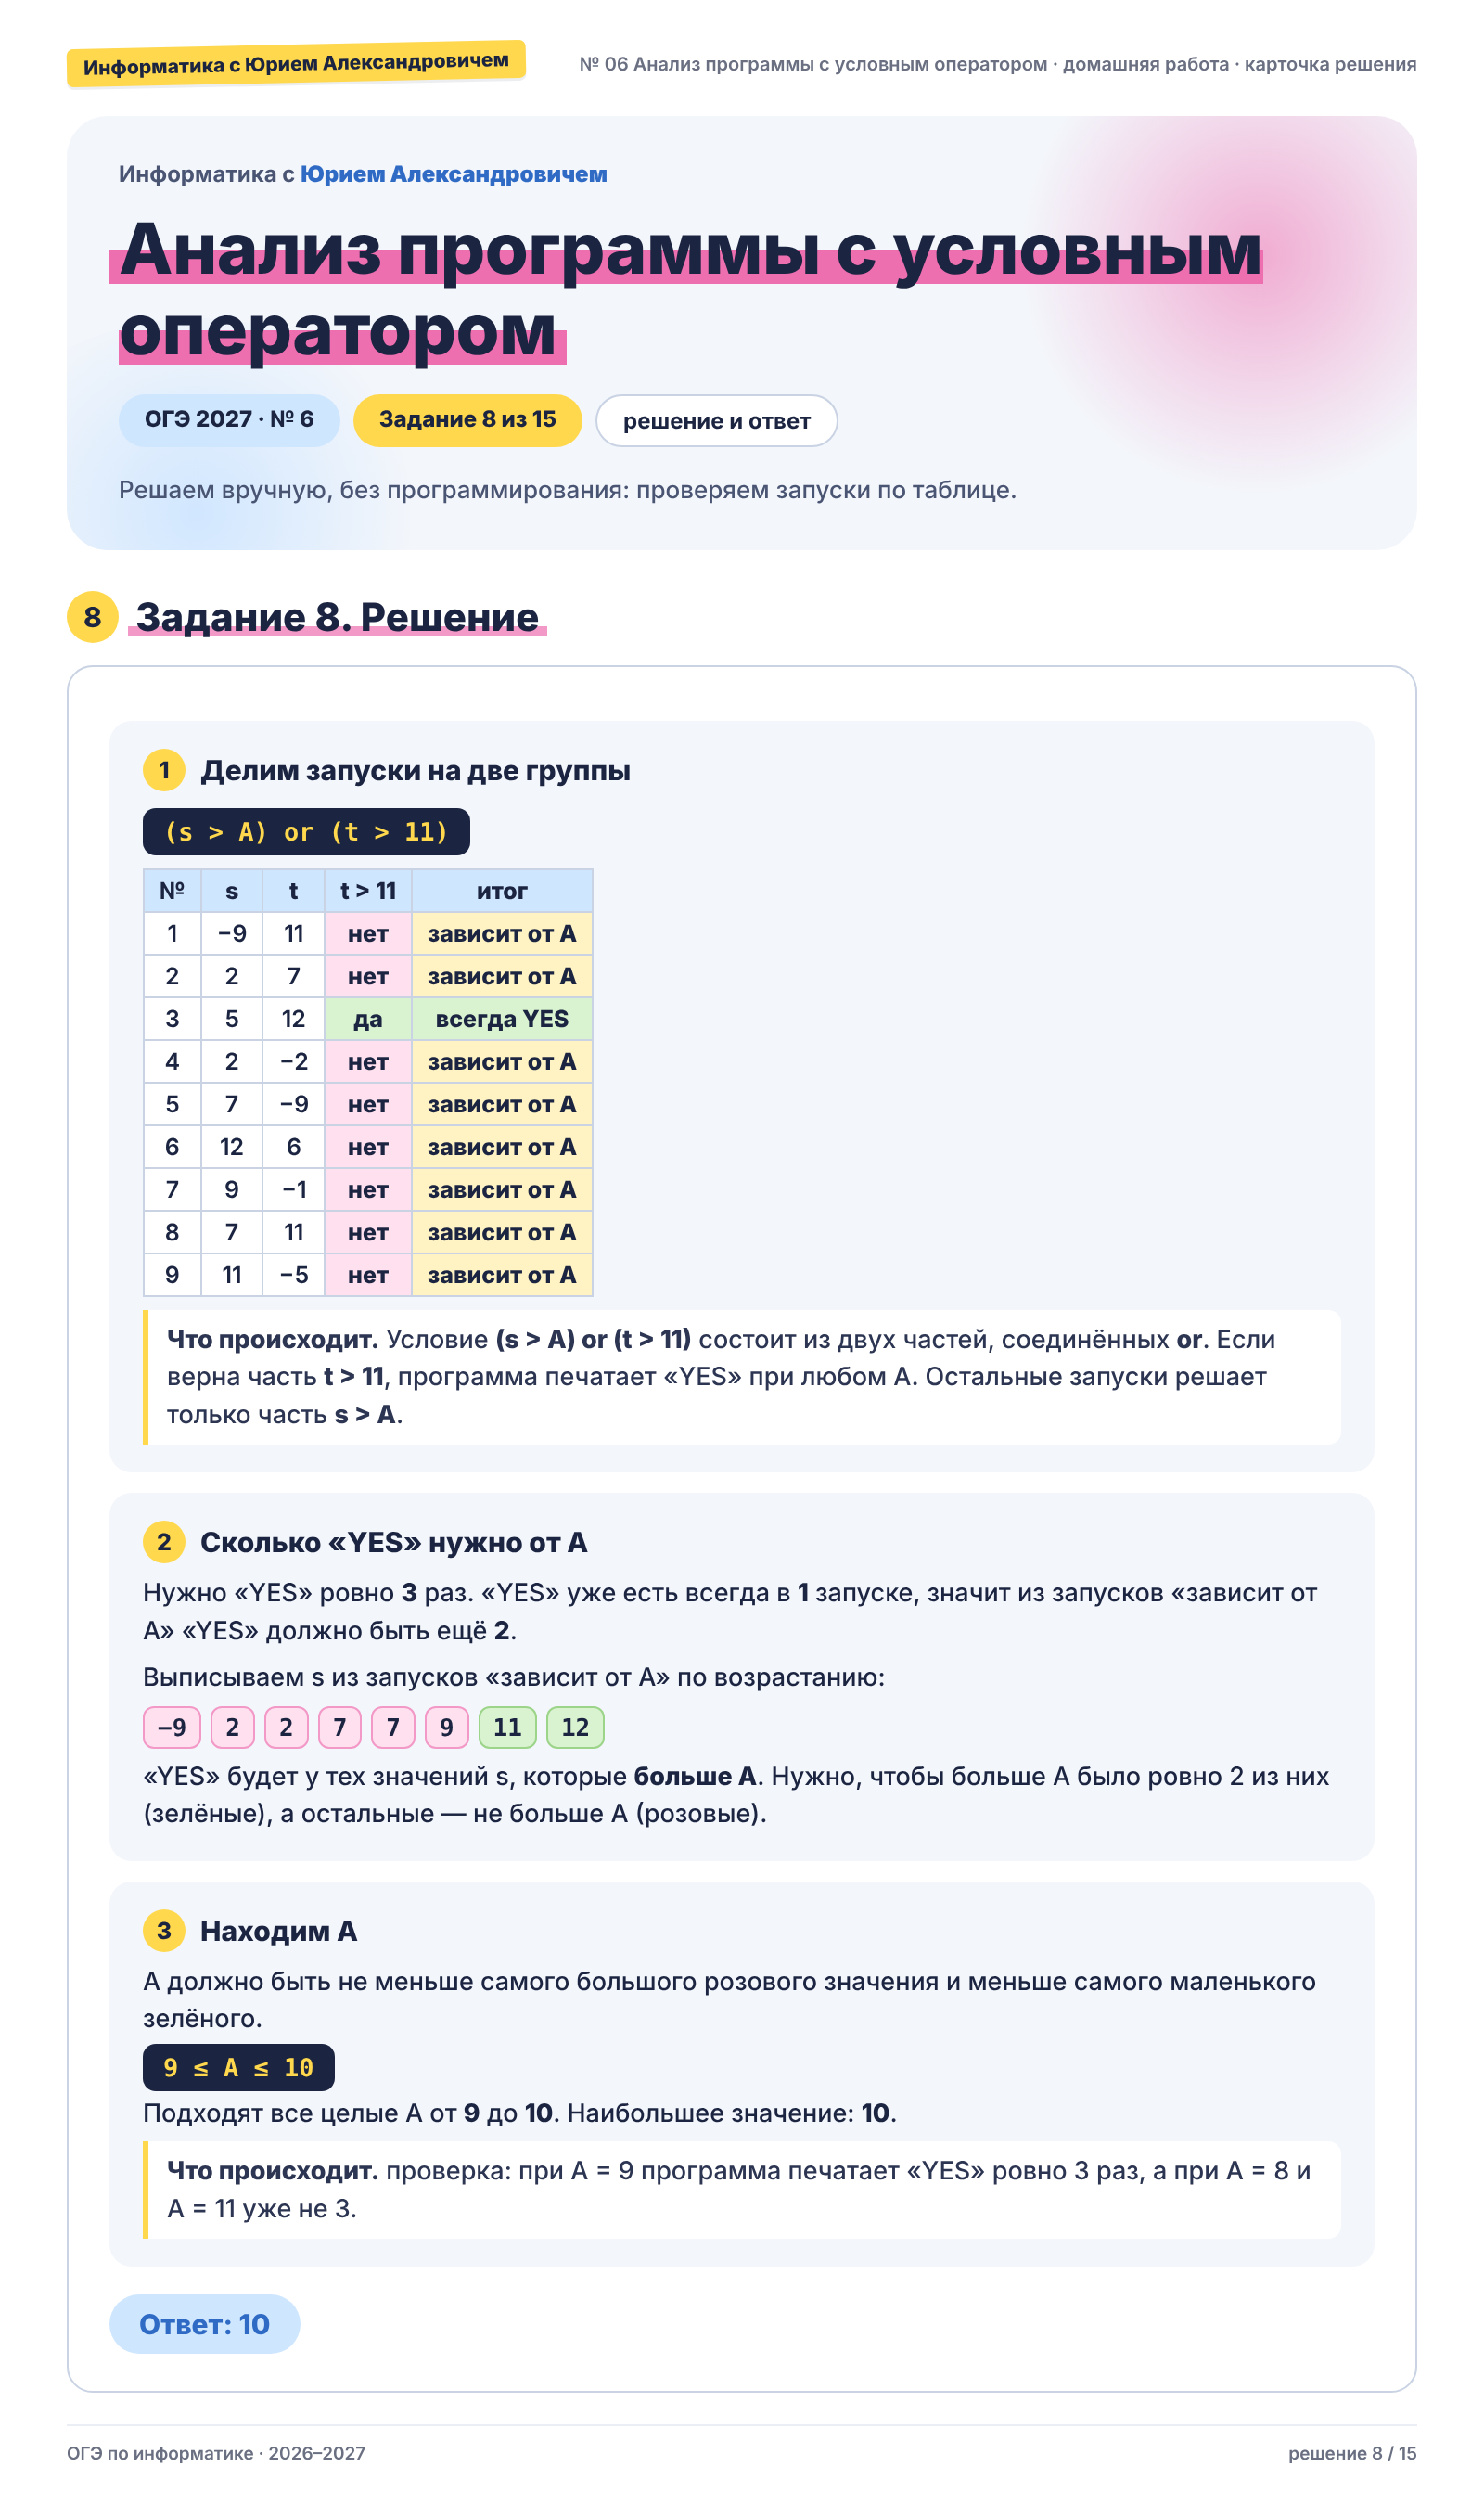 Информатика с Юрием Александровичем
№ 06 Анализ программы с условным оператором · домашняя работа · карточка решения
Информатика с Юрием Александровичем
Анализ программы с условным
оператором
ОГЭ 2027 · № 6
Задание 8 из 15
решение и ответ
Решаем вручную, без программирования: проверяем запуски по таблице.
8 Задание 8. Решение
1 Делим запуски на две группы
(s > A) or (t > 11)
№ s t t > 11 итог
1 −9 11 нет зависит от A
2 2 7 нет зависит от A
3 5 12 да всегда YES
4 2 −2 нет зависит от A
5 7 −9 нет зависит от A
6 12 6 нет зависит от A
7 9 −1 нет зависит от A
8 7 11 нет зависит от A
9 11 −5 нет зависит от A
Что происходит. Условие (s > A) or (t > 11) состоит из двух частей, соединённых or. Если
верна часть t > 11, программа печатает «YES» при любом A. Остальные запуски решает
только часть s > A.
2 Сколько «YES» нужно от A
Нужно «YES» ровно 3 раз. «YES» уже есть всегда в 1 запуске, значит из запусков «зависит от
A» «YES» должно быть ещё 2.
Выписываем s из запусков «зависит от A» по возрастанию:
−9 2 2 7 7 9 11 12
«YES» будет у тех значений s, которые больше A. Нужно, чтобы больше A было ровно 2 из них
(зелёные), а остальные — не больше A (розовые).
3 Находим A
A должно быть не меньше самого большого розового значения и меньше самого маленького
зелёного.
9 ≤ A ≤ 10
Подходят все целые A от 9 до 10. Наибольшее значение: 10.
Что происходит. проверка: при A = 9 программа печатает «YES» ровно 3 раз, а при A = 8 и
A = 11 уже не 3.
Ответ: 10
ОГЭ по информатике · 2026–2027
решение 8 / 15